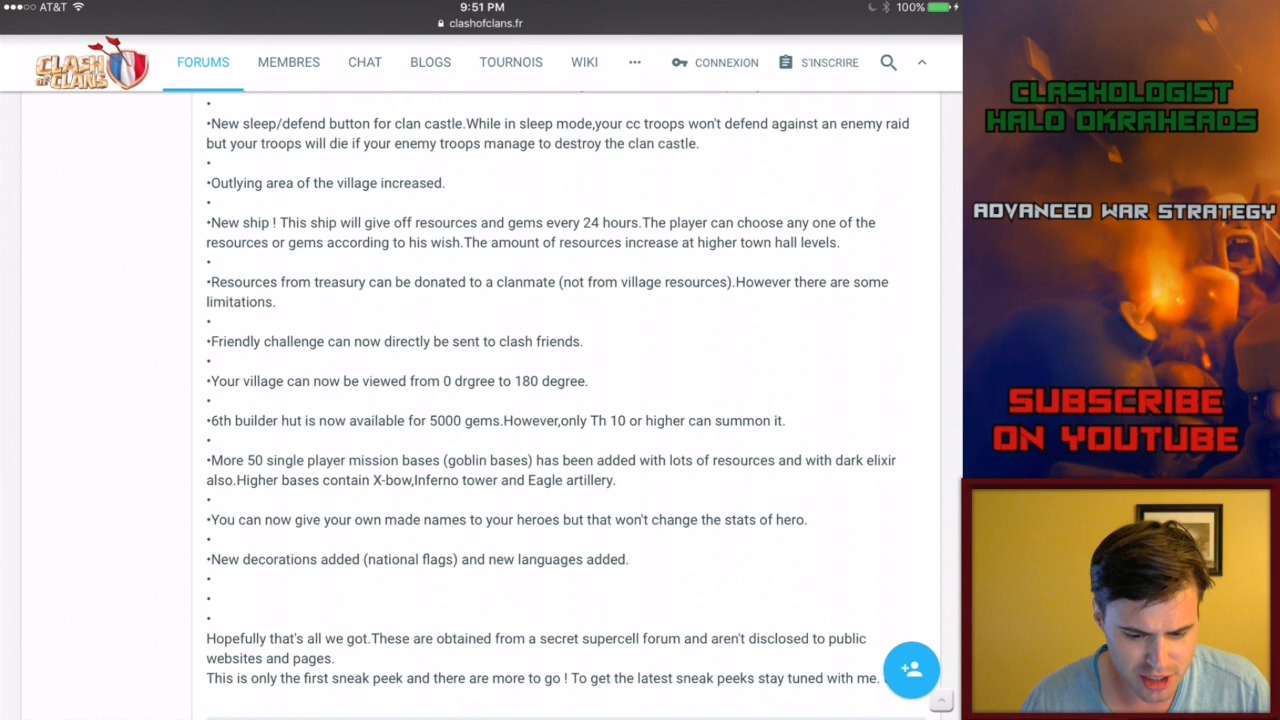 AT&T 9:51 PM 100%
clashofclans.fr
CLASH OF CLANS FORUMS MEMBRES CHAT BLOGS TOURNOIS WIKI ••• CONNEXION S'INSCRIRE
•
•New sleep/defend button for clan castle.While in sleep mode,your cc troops won't defend against an enemy raid
but your troops will die if your enemy troops manage to destroy the clan castle.
•
•Outlying area of the village increased.
•
•New ship ! This ship will give off resources and gems every 24 hours.The player can choose any one of the
resources or gems according to his wish.The amount of resources increase at higher town hall levels.
•
•Resources from treasury can be donated to a clanmate (not from village resources).However there are some
limitations.
•
•Friendly challenge can now directly be sent to clash friends.
•
•Your village can now be viewed from 0 drgree to 180 degree.
•
•6th builder hut is now available for 5000 gems.However,only Th 10 or higher can summon it.
•
•More 50 single player mission bases (goblin bases) has been added with lots of resources and with dark elixir
also.Higher bases contain X-bow,Inferno tower and Eagle artillery.
•
•You can now give your own made names to your heroes but that won't change the stats of hero.
•
•New decorations added (national flags) and new languages added.
•
•
•
Hopefully that's all we got.These are obtained from a secret supercell forum and aren't disclosed to public
websites and pages.
This is only the first sneak peek and there are more to go ! To get the latest sneak peeks stay tuned with me.
CLASHOLOGIST
HALO OKRAHEADS
ADVANCED WAR STRATEGY
SUBSCRIBE
ON YOUTUBE